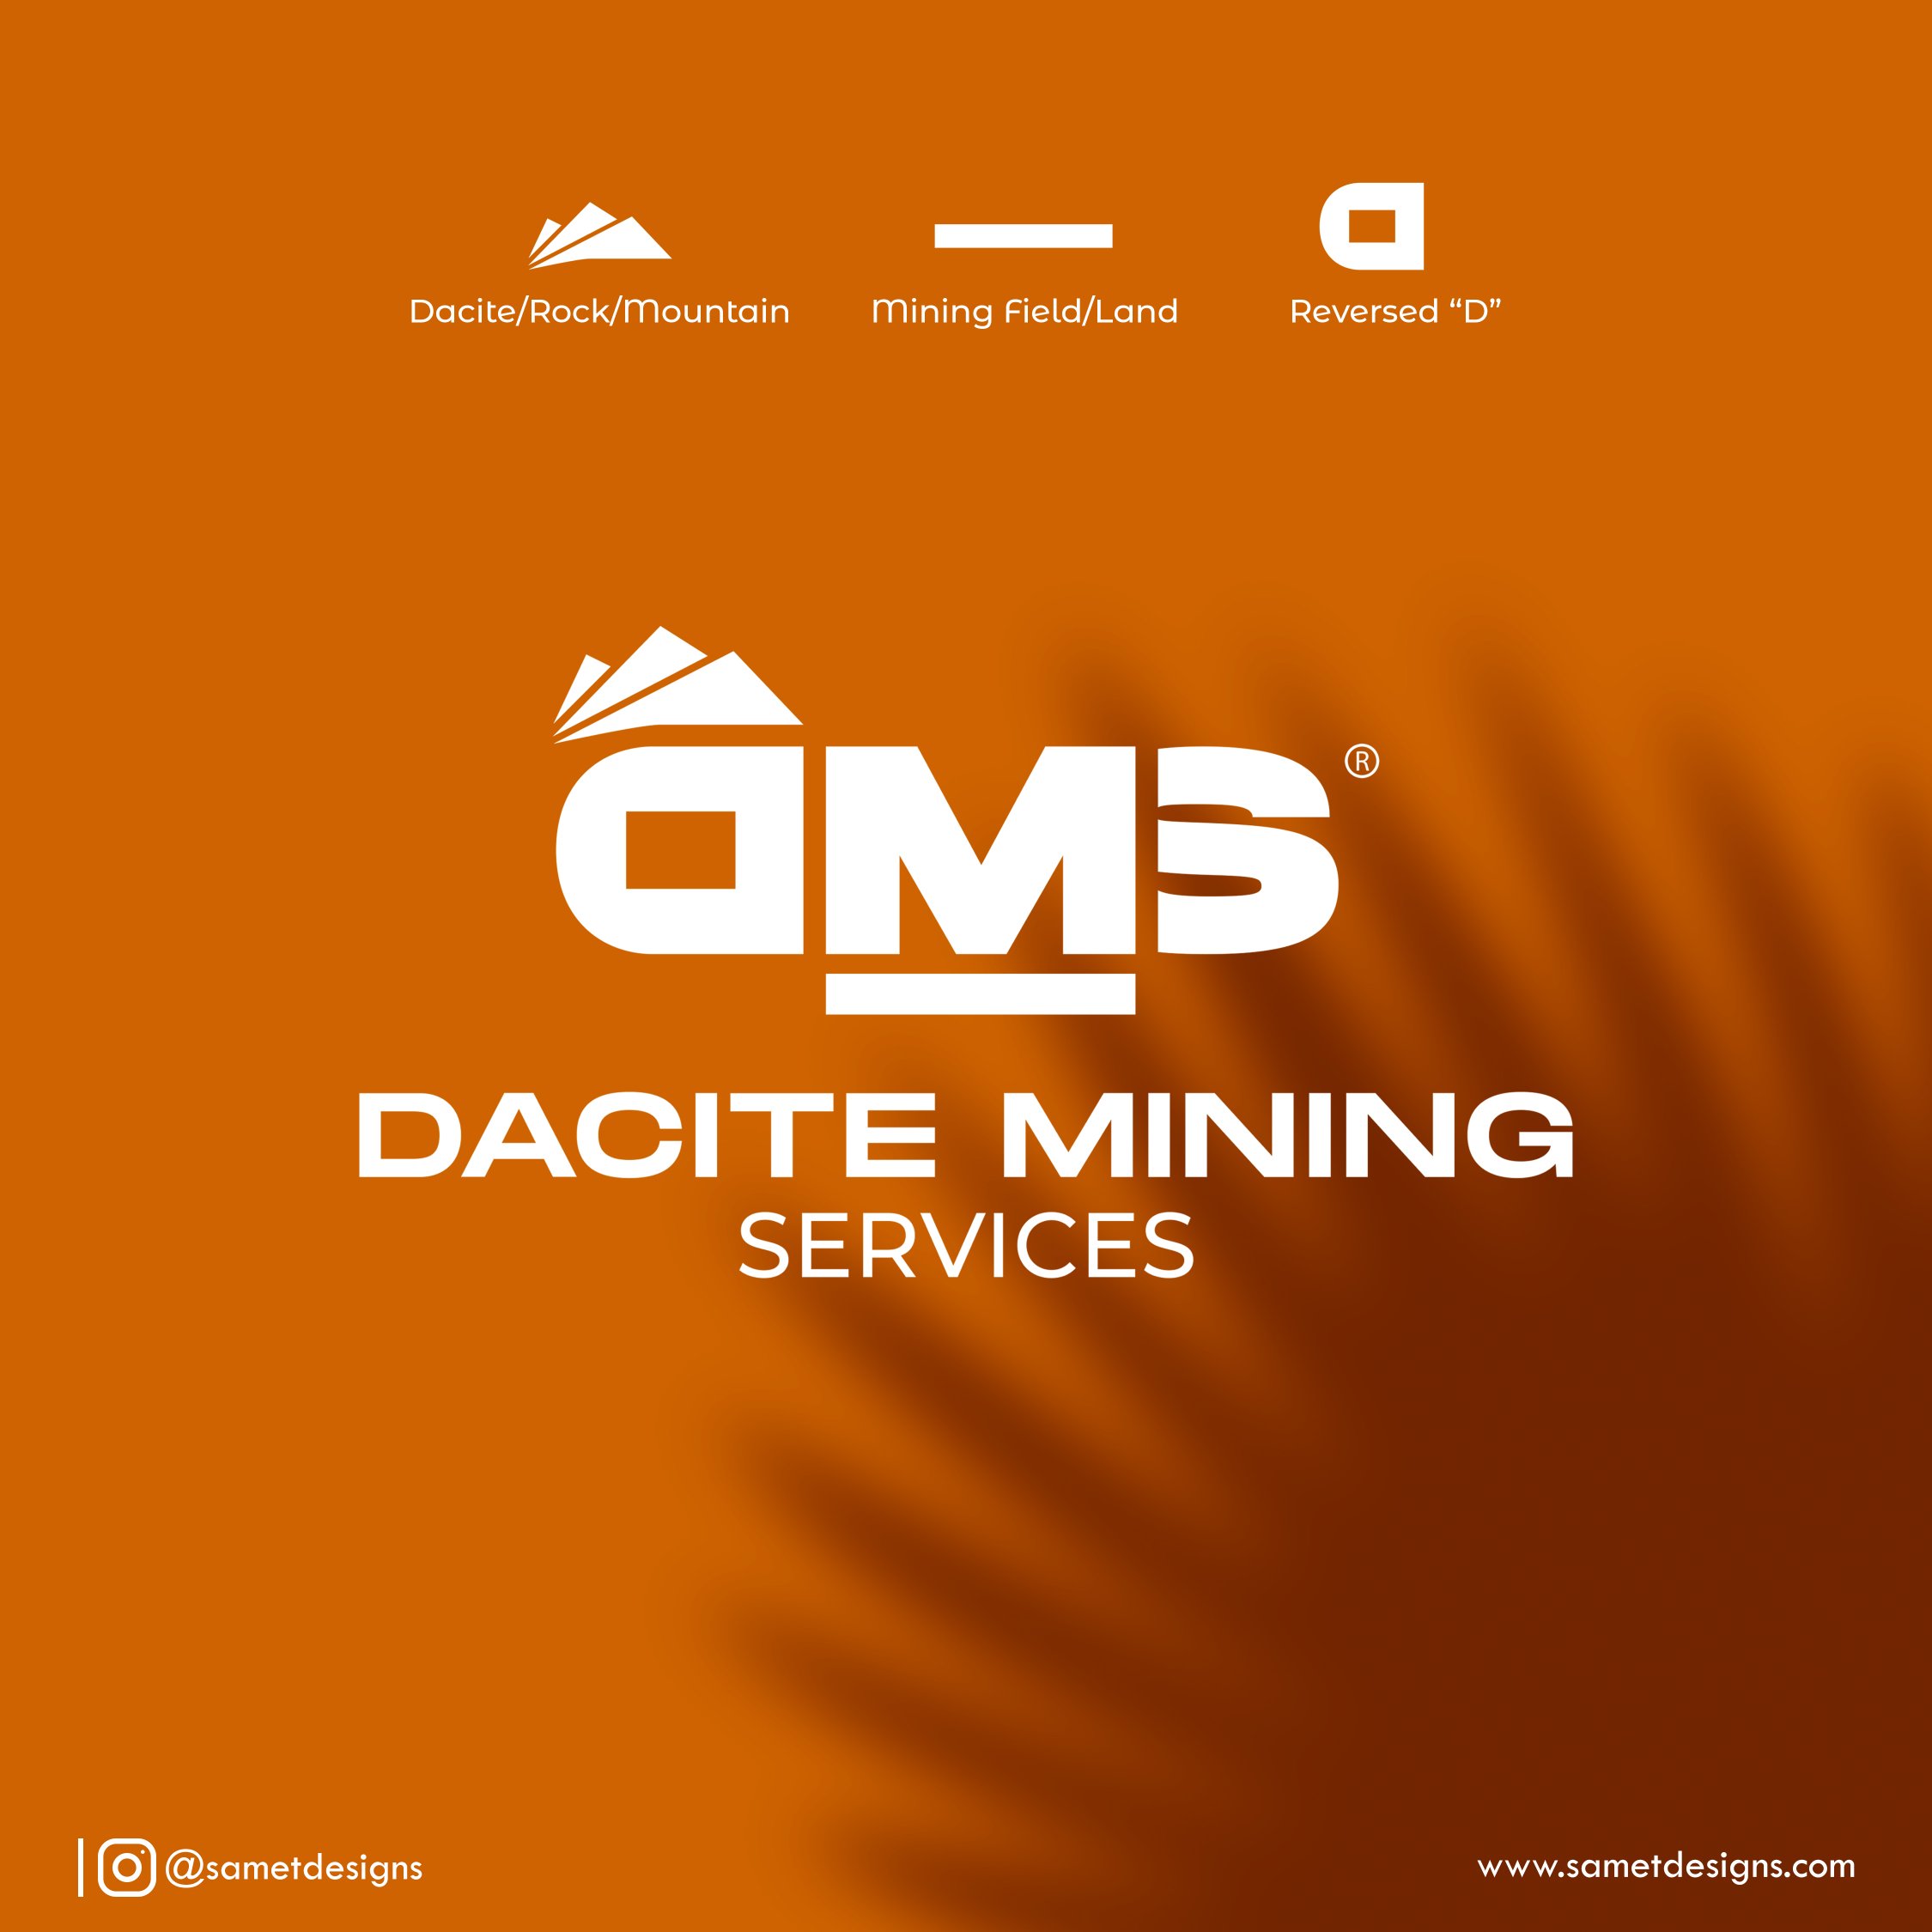 Dacite/Rock/Mountain
Mining Field/Land
Reversed “D”
DMS®
DACITE MINING
SERVICES
@sametdesigns
www.sametdesigns.com